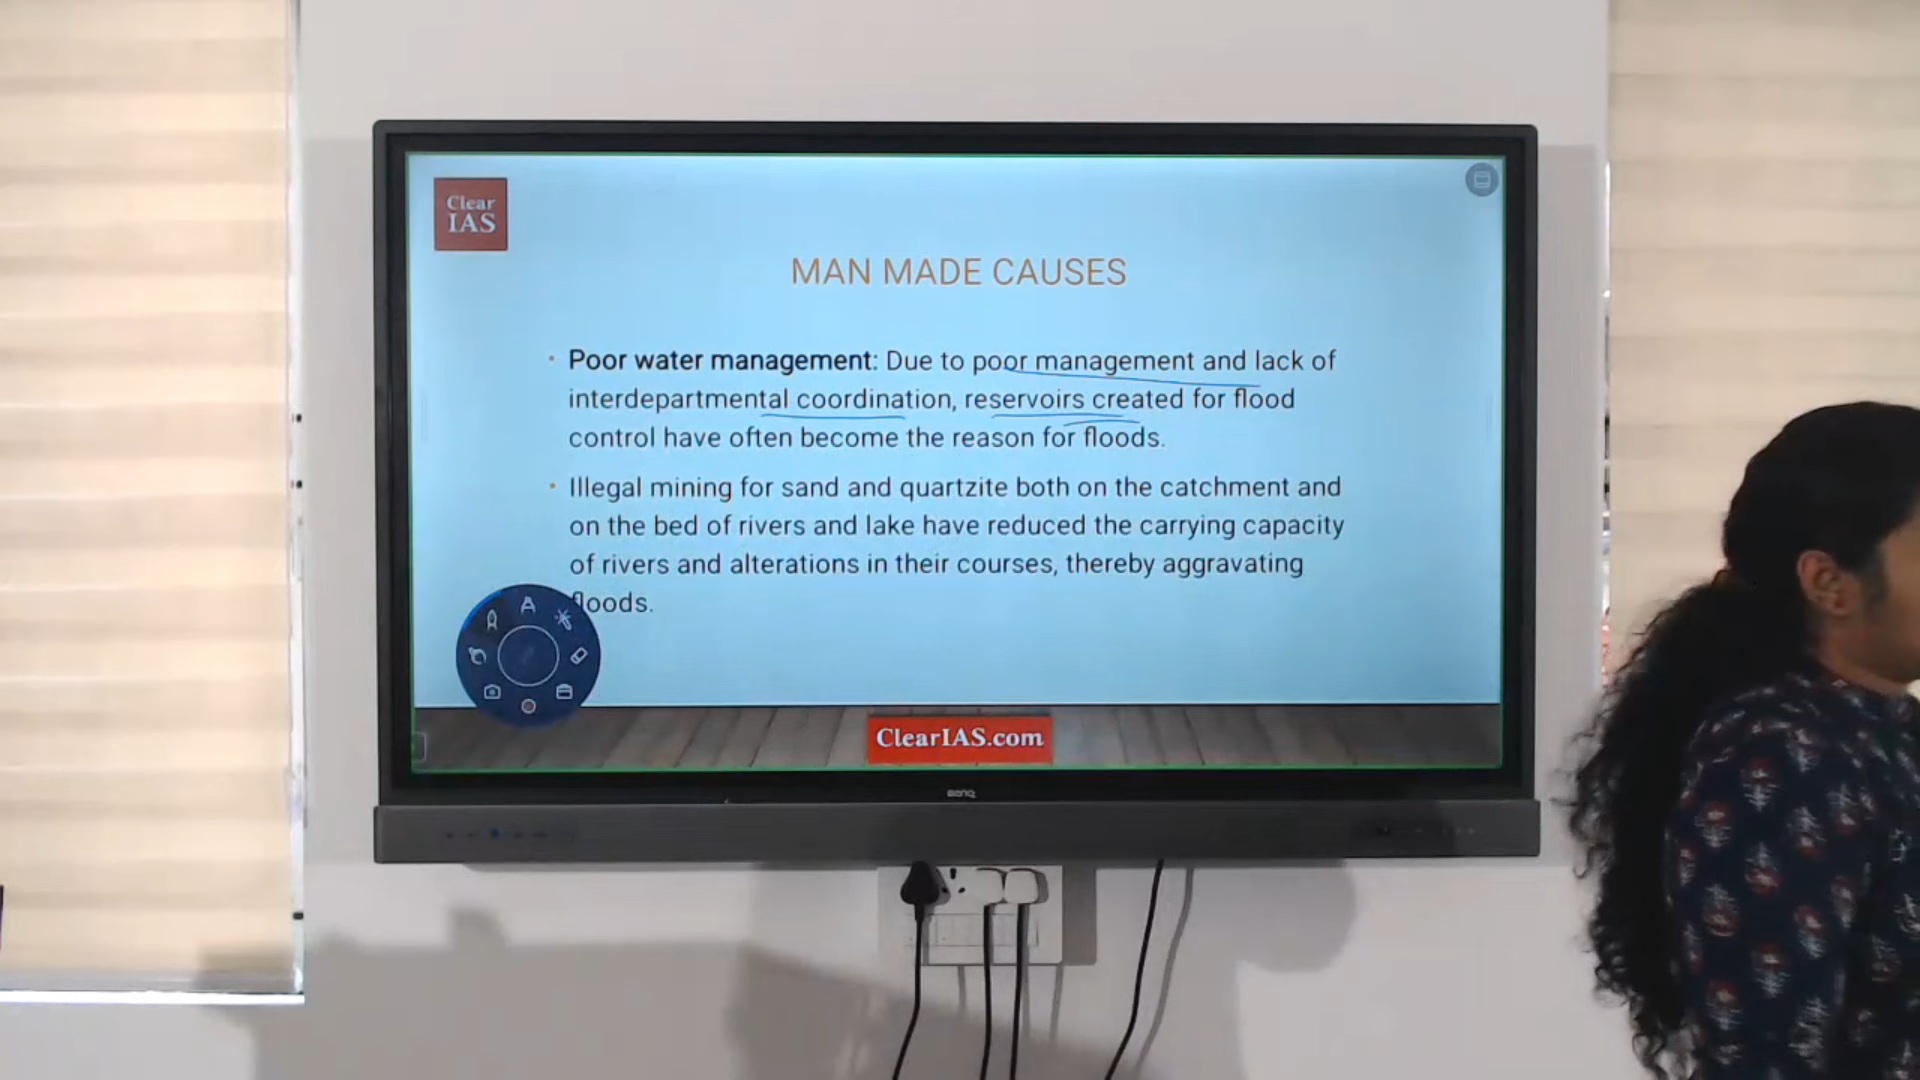 Clear
IAS
MAN MADE CAUSES
Poor water management: Due to poor management and lack of
interdepartmental coordination, reservoirs created for flood
control have often become the reason for floods.
Illegal mining for sand and quartzite both on the catchment and
on the bed of rivers and lake have reduced the carrying capacity
of rivers and alterations in their courses, thereby aggravating
floods.
ClearIAS.com
BenQ